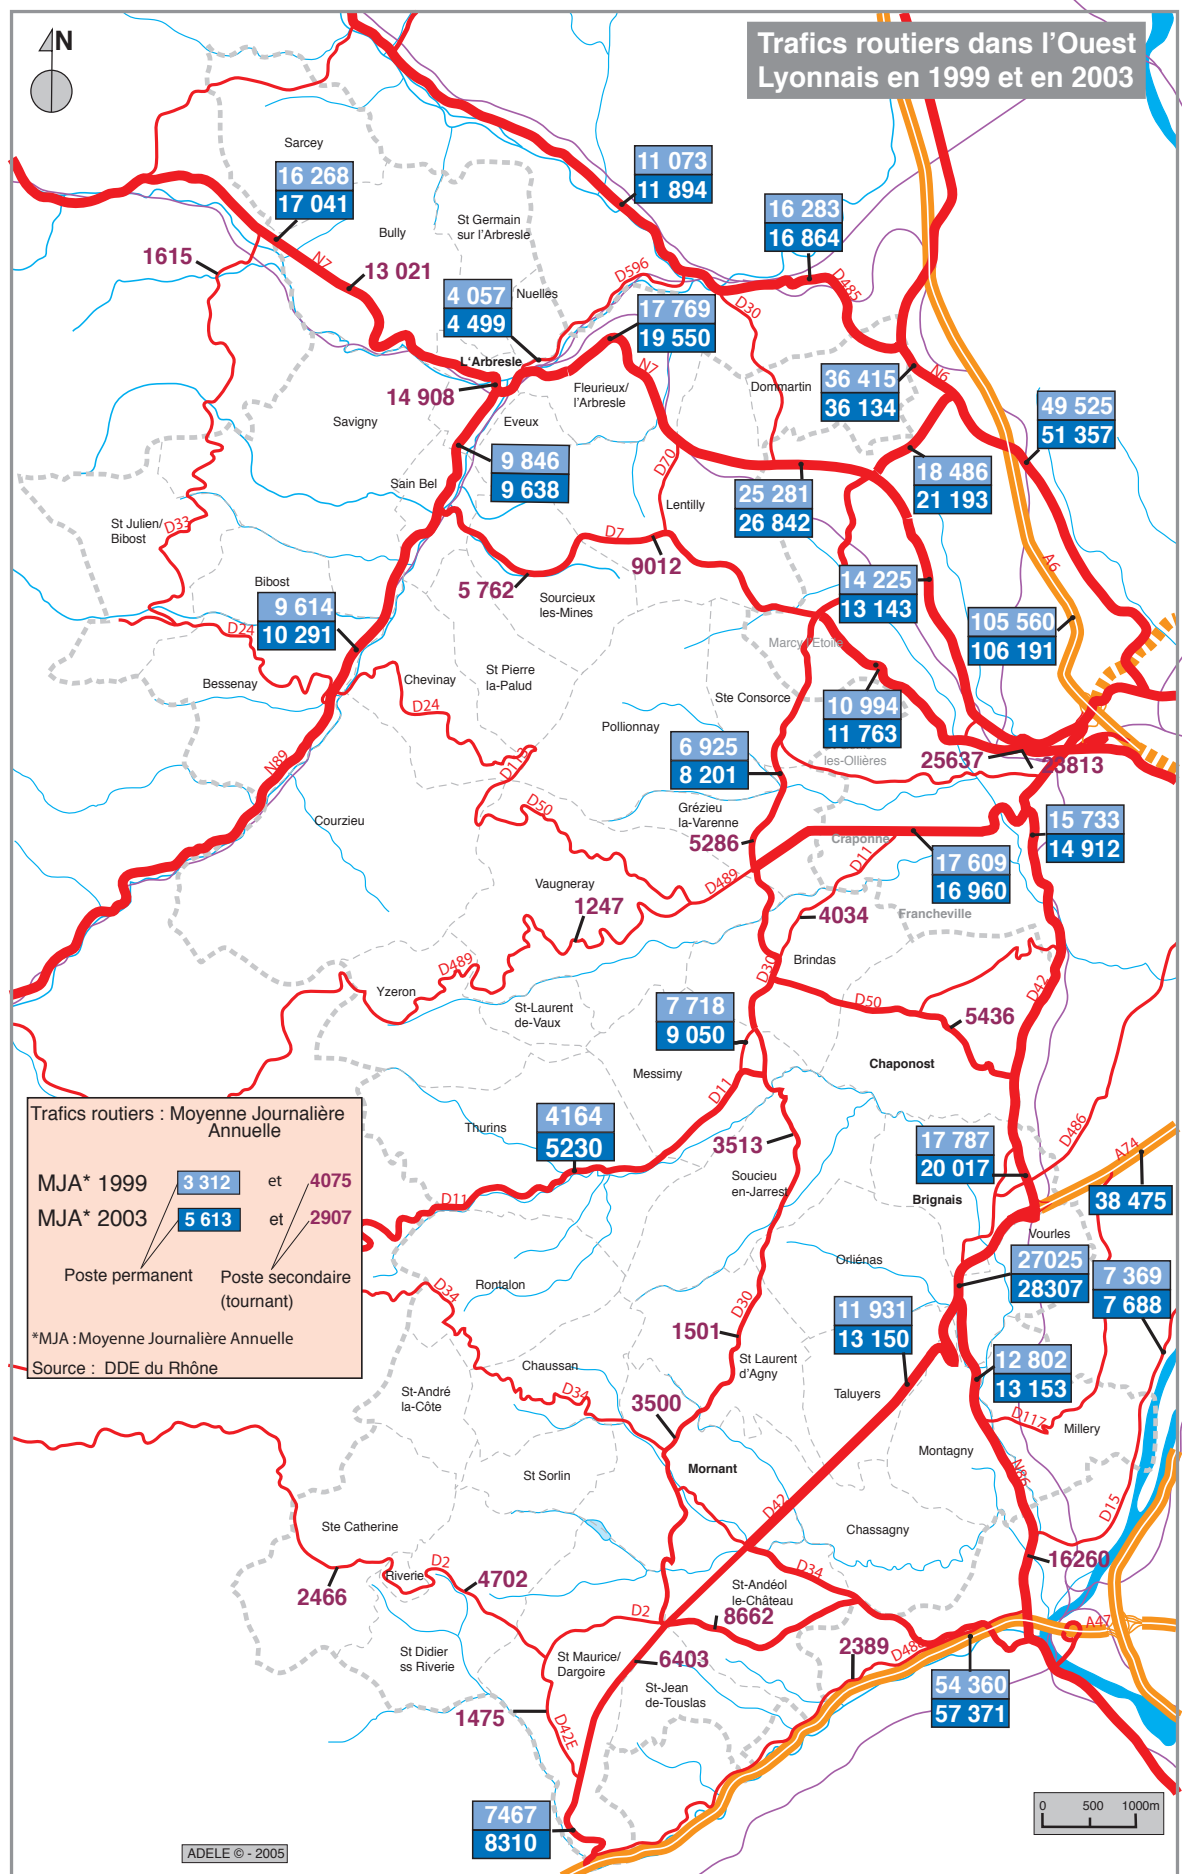 Trafics routiers dans l'Ouest
Lyonnais en 1999 et en 2003
N
Sarcey
16 268
17 041
11 073
11 894
16 283
16 864
St Germain
sur l'Arbresle
Bully
1615
N7
13 021
D596
D485
4 057
4 499
Nuelles
17 769
19 550
D30
L'Arbresle
N7
14 908
Fleurieux/
l'Arbresle
Dommartin
36 415
36 134
N6
49 525
51 357
Savigny
Eveux
9 846
9 638
D70
18 486
21 193
Sain Bel
25 281
26 842
Lentilly
St Julien/
Bibost
D33
D7
9012
A6
5 762
Bibost
Sourcieux
les-Mines
14 225
13 143
9 614
10 291
105 560
106 191
D24
Marcy l'Etoile
Bessenay
Chevinay
St Pierre
la-Palud
Ste Consorce
D24
10 994
11 763
Pollionnay
6 925
8 201
les-Ollières
25637
23813
N89
D113
D50
Grézieu
la-Varenne
Courzieu
5286
15 733
14 912
Craponne
D11
17 609
16 960
Vaugneray
D489
1247
4034
Francheville
D489
Brindas
D30
Yzeron
St-Laurent
de-Vaux
D50
D42
5436
7 718
9 050
Messimy
Chaponost
D11
Trafics routiers : Moyenne Journalière
Annuelle
MJA* 1999
3 312
et
4075
MJA* 2003
5 613
et
2907
Poste permanent
Poste secondaire
(tournant)
*MJA : Moyenne Journalière Annuelle
Source : DDE du Rhône
Thurins
4164
5230
3513
D486
17 787
20 017
A74
Soucieu
en-Jarrest
Brignais
38 475
D11
Vourles
Orliénas
27025
28307
7 369
7 688
Rontalon
D34
D30
11 931
13 150
1501
St Laurent
d'Agny
12 802
13 153
Chaussan
D34
Taluyers
St-André
la-Côte
3500
D117
Millery
Montagny
Mornant
St Sorlin
N86
D42
D15
Ste Catherine
Chassagny
16260
2466
Riverie
D2
4702
D34
St-Andéol
le-Château
D2
8662
A47
St Didier
ss Riverie
St Maurice/
Dargoire
6403
2389
St-Jean
de-Touslas
54 360
57 371
1475
D42E
7467
8310
0
500
1000m
ADELE © - 2005